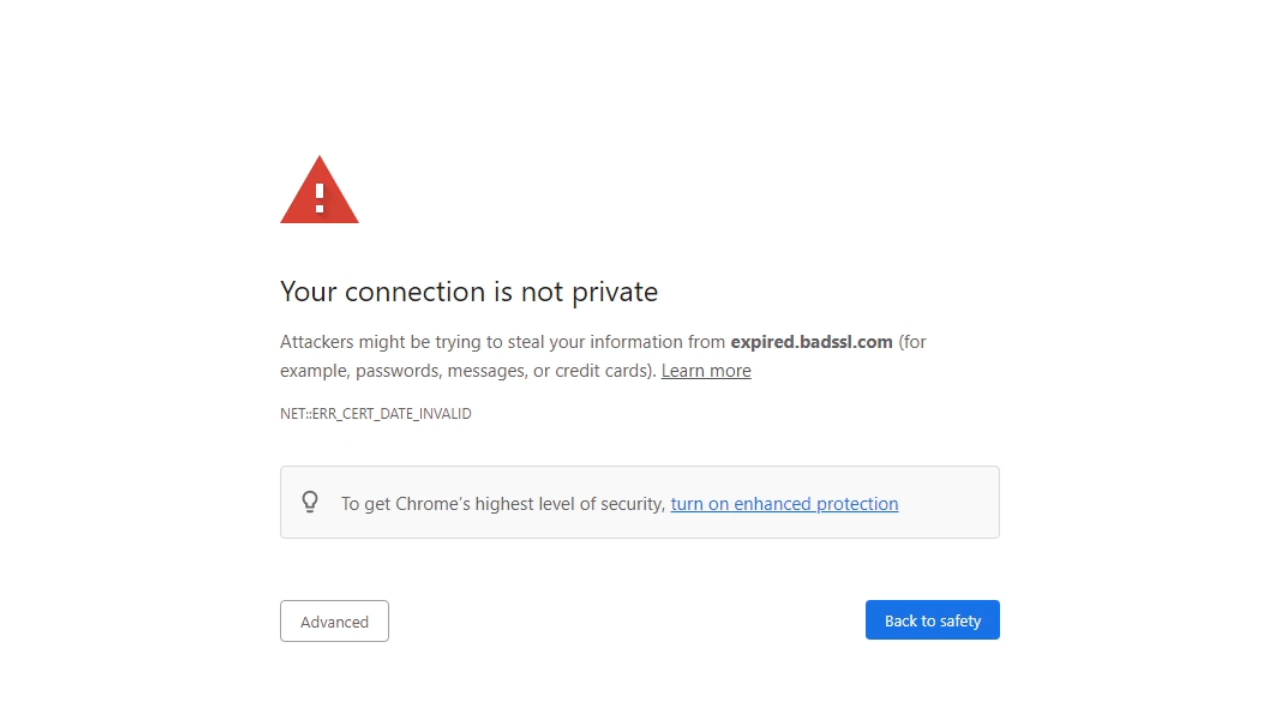 Your connection is not private
Attackers might be trying to steal your information from expired.badssl.com (for
example, passwords, messages, or credit cards). Learn more
NET::ERR_CERT_DATE_INVALID
To get Chrome's highest level of security, turn on enhanced protection
Advanced
Back to safety